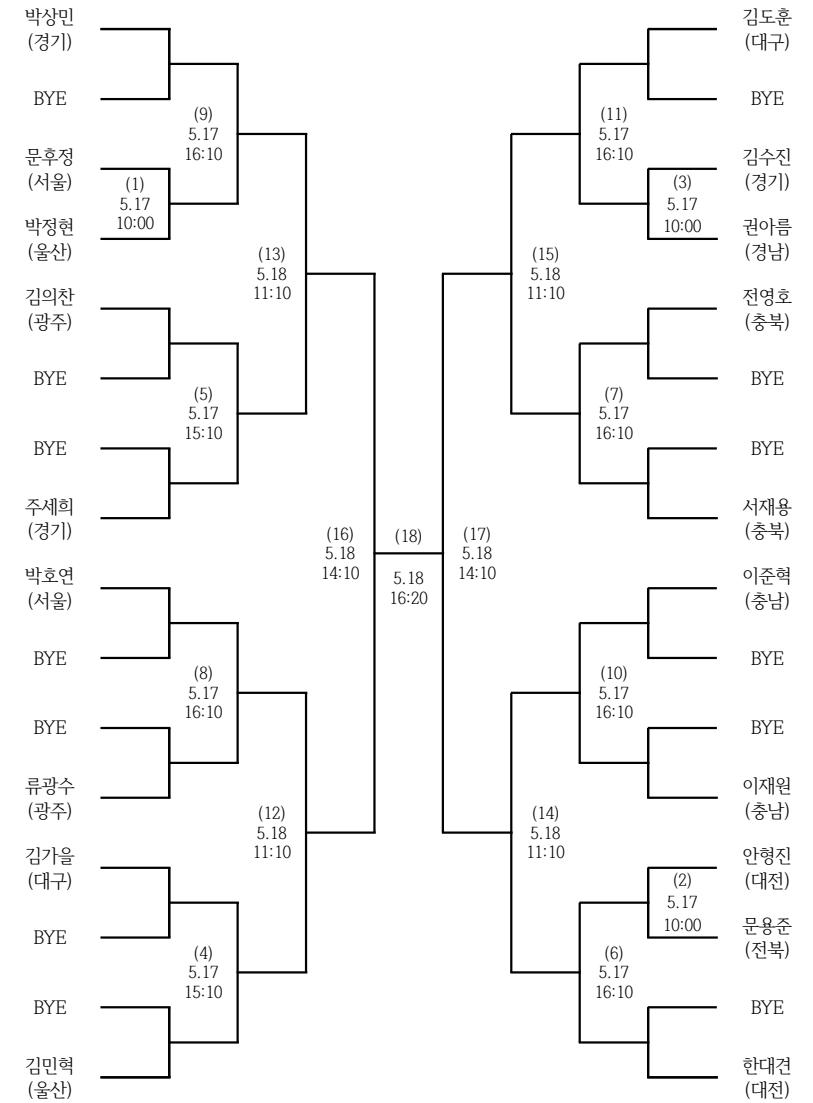 박상민
(경기)
BYE
(9)
5.17
16:10
문후정
(서울)
(1)
5.17
10:00
박정현
(울산)
(13)
5.18
11:10
김의찬
(광주)
BYE
(5)
5.17
15:10
BYE
주세희
(경기)
(16)
5.18
14:10
박호연
(서울)
BYE
(8)
5.17
16:10
BYE
류광수
(광주)
(12)
5.18
11:10
김가을
(대구)
BYE
(4)
5.17
15:10
BYE
김민혁
(울산)
(18)
5.18
16:20
김도훈
(대구)
BYE
(11)
5.17
16:10
김수진
(경기)
(3)
5.17
10:00
권아름
(경남)
(15)
5.18
11:10
전영호
(충북)
BYE
(7)
5.17
16:10
BYE
서재용
(충북)
(17)
5.18
14:10
이준혁
(충남)
BYE
(10)
5.17
16:10
BYE
이재원
(충남)
(14)
5.18
11:10
안형진
(대전)
(2)
5.17
10:00
문용준
(전북)
(6)
5.17
16:10
BYE
한대견
(대전)